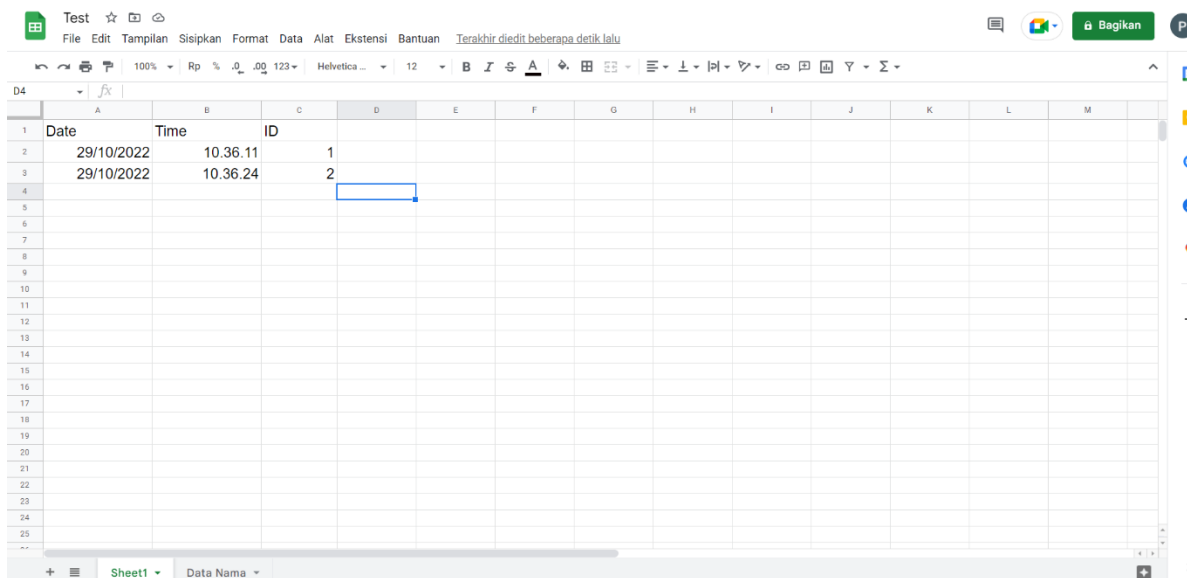 Test
File Edit Tampilan Sisipkan Format Data Alat Ekstensi Bantuan Terakhir diedit beberapa detik lalu
Bagikan
P
100% Rp % .0 .00 123 Helvetica ... 12 B I S A
D4 fx
A B C D E F G H I J K L M
1 Date Time ID
2 29/10/2022 10.36.11 1
3 29/10/2022 10.36.24 2
4
5
6
7
8
9
10
11
12
13
14
15
16
17
18
19
20
21
22
23
24
25
Sheet1 Data Nama